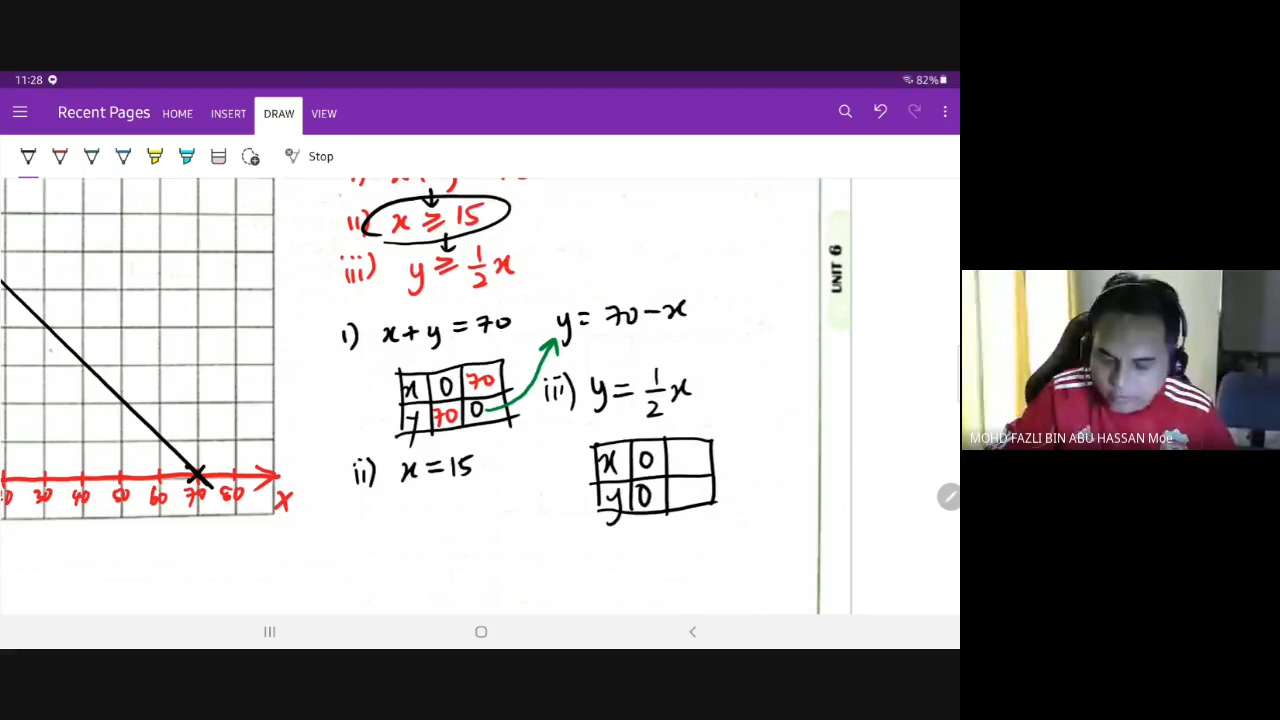 11:28
82%
Recent Pages HOME INSERT DRAW VIEW
Stop
ii) x ≥ 15
iii) y ≥ 1/2 x
i) x + y = 70
y = 70 - x
x 0 70
y 70 0
iii) y = 1/2 x
ii) x = 15
x 0
y 0
30 40 50 60 70 80 x
UNIT 6
MOHD FAZLI BIN ABU HASSAN Moe